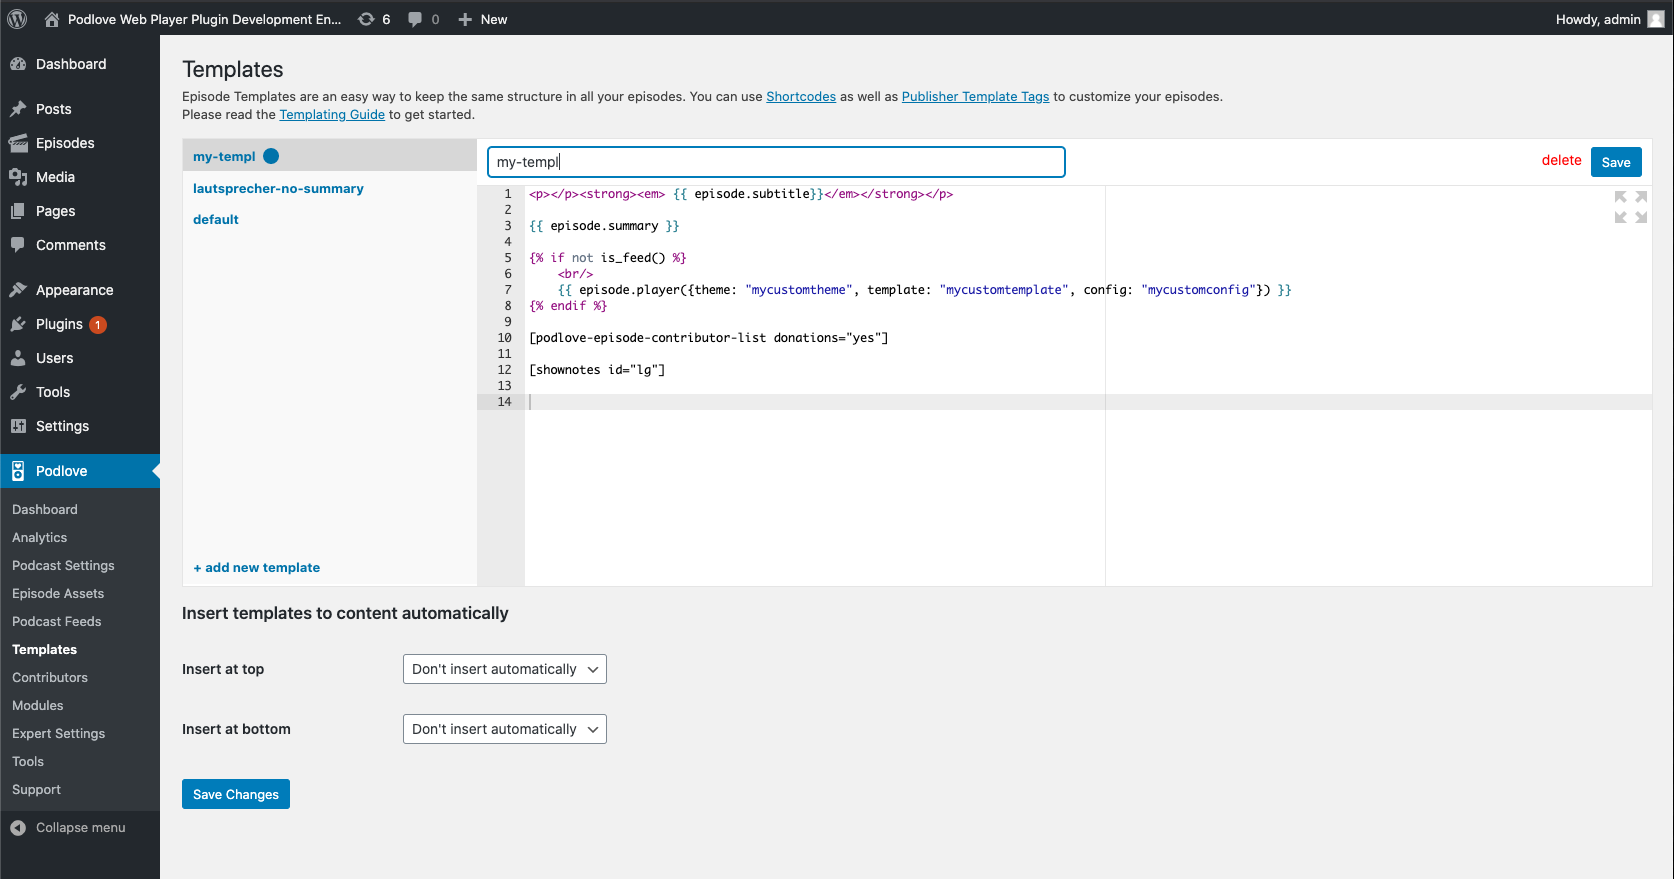 Podlove Web Player Plugin Development En... 6 0 New
Howdy, admin
Dashboard
Posts
Episodes
Media
Pages
Comments
Appearance
Plugins 1
Users
Tools
Settings
Podlove
Dashboard
Analytics
Podcast Settings
Episode Assets
Podcast Feeds
Templates
Contributors
Modules
Expert Settings
Tools
Support
Collapse menu
Templates
Episode Templates are an easy way to keep the same structure in all your episodes. You can use Shortcodes as well as Publisher Template Tags to customize your episodes.
Please read the Templating Guide to get started.
my-templ
lautsprecher-no-summary
default
+ add new template
my-templ
delete
Save
1 <p></p><strong><em> {{ episode.subtitle}}</em></strong></p>
2
3 {{ episode.summary }}
4
5 {% if not is_feed() %}
6     <br/>
7     {{ episode.player({theme: "mycustomtheme", template: "mycustomtemplate", config: "mycustomconfig"}) }}
8 {% endif %}
9
10 [podlove-episode-contributor-list donations="yes"]
11
12 [shownotes id="lg"]
13
14
Insert templates to content automatically
Insert at top
Don't insert automatically
Insert at bottom
Don't insert automatically
Save Changes